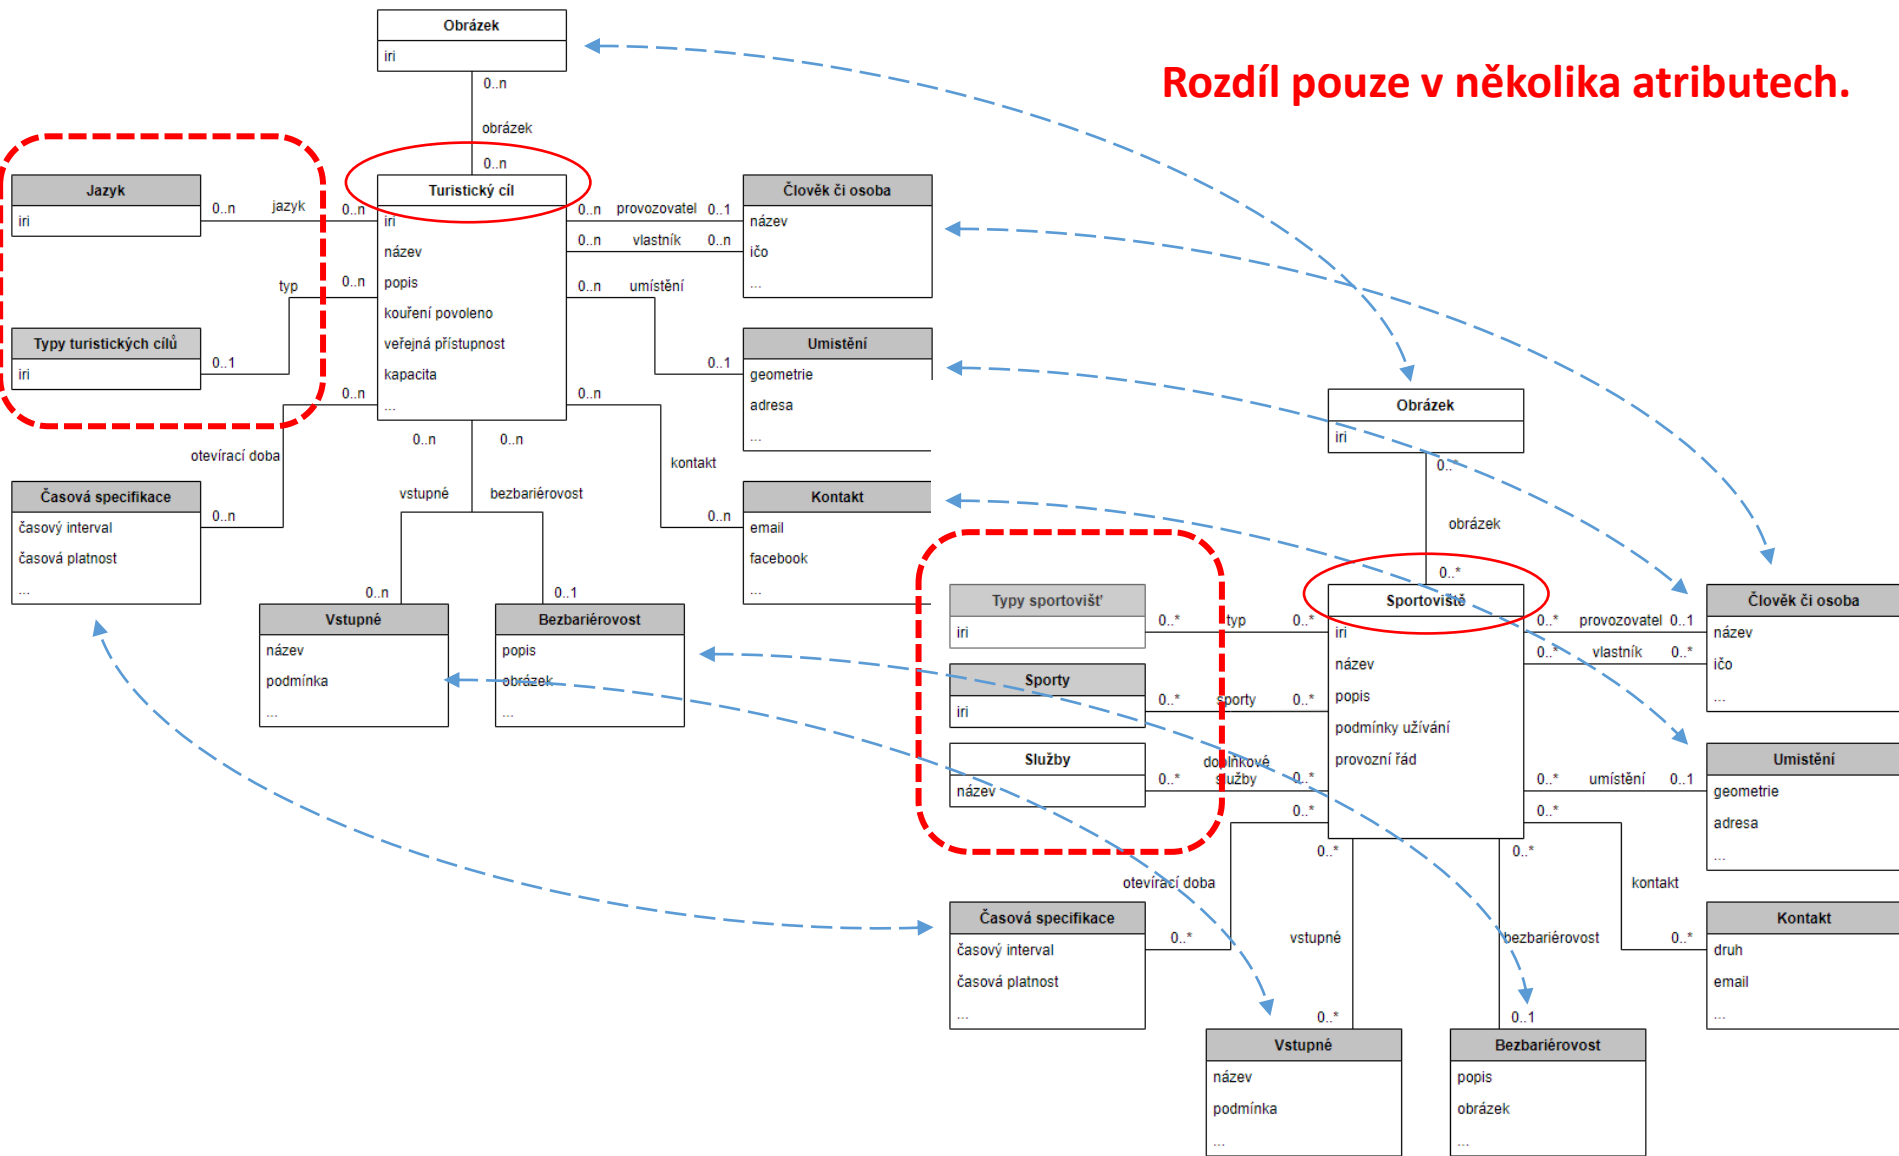 Rozdíl pouze v několika atributech.
Obrázek
iri
0..n
obrázek
0..n
Jazyk
iri
0..n
jazyk
0..n
Typy turistických cílů
iri
0..1
typ
0..n
Turistický cíl
iri
název
popis
kouření povoleno
veřejná přístupnost
kapacita
...
0..n
provozovatel
0..1
0..n
vlastník
0..n
Člověk či osoba
název
ičo
...
0..n
umístění
0..1
Umistění
geometrie
adresa
...
0..n
kontakt
0..n
Kontakt
email
facebook
...
0..n
otevírací doba
0..n
Časová specifikace
časový interval
časová platnost
...
0..n
0..n
vstupné
bezbariérovost
0..n
0..1
Vstupné
název
podmínka
...
Bezbariérovost
popis
obrázek
...
Obrázek
iri
0..*
obrázek
0..*
Typy sportovišť
iri
0..*
typ
0..*
Sporty
iri
0..*
sporty
0..*
Služby
název
0..*
doplňkové
služby
0..*
Sportoviště
iri
název
popis
podmínky užívání
provozní řád
0..*
provozovatel
0..1
0..*
vlastník
0..*
Člověk či osoba
název
ičo
...
0..*
umístění
0..1
Umistění
geometrie
adresa
...
0..*
kontakt
0..*
Kontakt
druh
email
...
0..*
otevírací doba
0..*
Časová specifikace
časový interval
časová platnost
...
0..*
0..*
vstupné
bezbariérovost
0..*
0..1
Vstupné
název
podmínka
...
Bezbariérovost
popis
obrázek
...